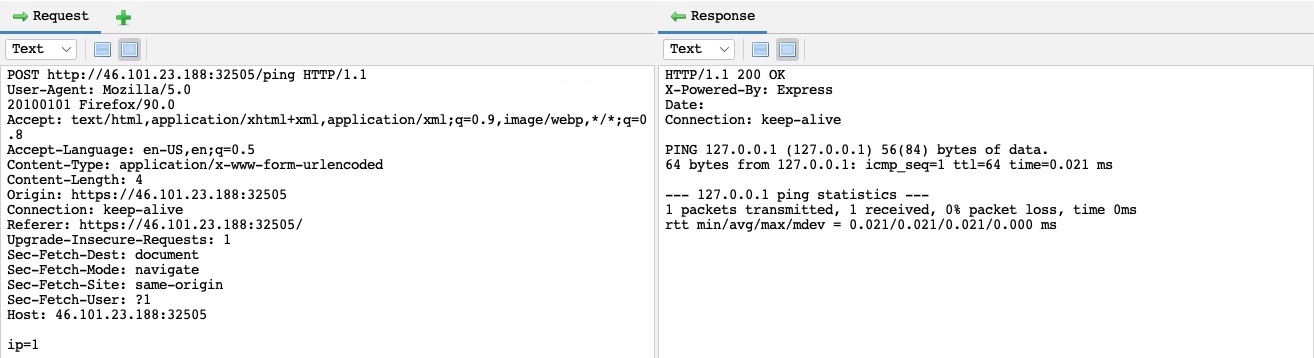 Request
Text
POST http://46.101.23.188:32505/ping HTTP/1.1
User-Agent: Mozilla/5.0
20100101 Firefox/90.0
Accept: text/html,application/xhtml+xml,application/xml;q=0.9,image/webp,*/*;q=0
.8
Accept-Language: en-US,en;q=0.5
Content-Type: application/x-www-form-urlencoded
Content-Length: 4
Origin: https://46.101.23.188:32505
Connection: keep-alive
Referer: https://46.101.23.188:32505/
Upgrade-Insecure-Requests: 1
Sec-Fetch-Dest: document
Sec-Fetch-Mode: navigate
Sec-Fetch-Site: same-origin
Sec-Fetch-User: ?1
Host: 46.101.23.188:32505
ip=1
Response
Text
HTTP/1.1 200 OK
X-Powered-By: Express
Date:
Connection: keep-alive
PING 127.0.0.1 (127.0.0.1) 56(84) bytes of data.
64 bytes from 127.0.0.1: icmp_seq=1 ttl=64 time=0.021 ms
--- 127.0.0.1 ping statistics ---
1 packets transmitted, 1 received, 0% packet loss, time 0ms
rtt min/avg/max/mdev = 0.021/0.021/0.021/0.000 ms